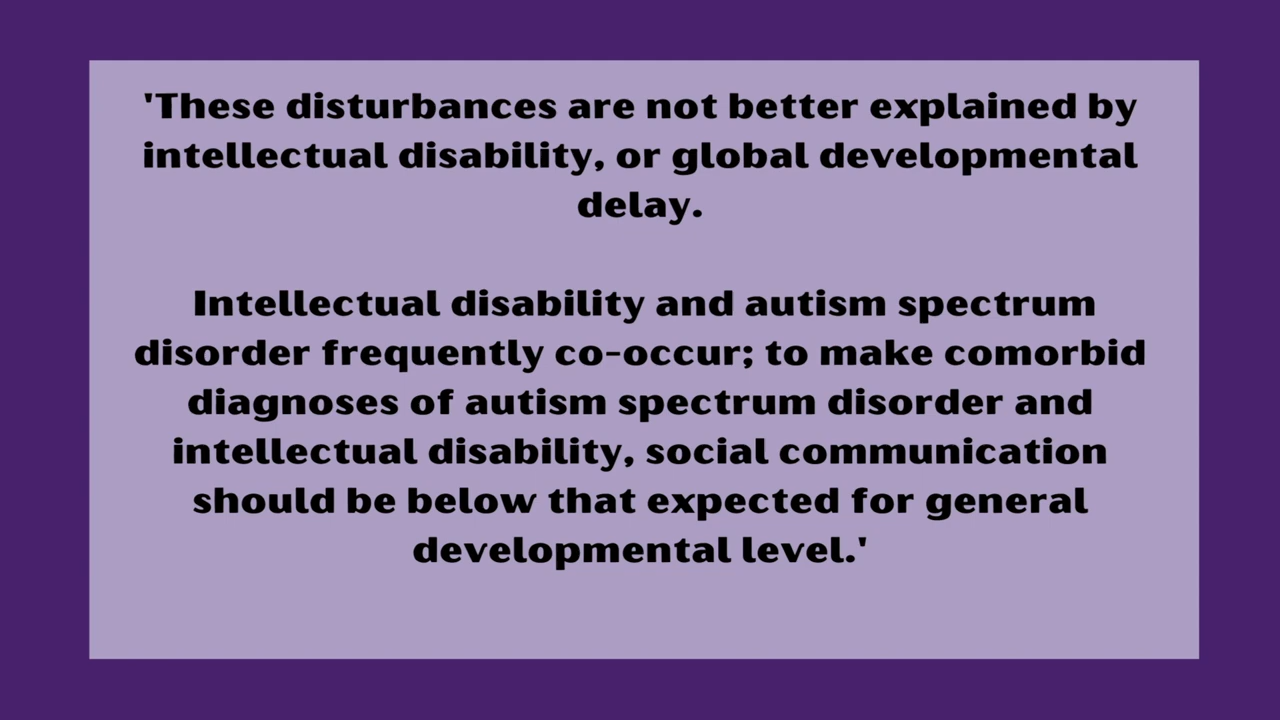 'These disturbances are not better explained by
intellectual disability, or global developmental
delay.
Intellectual disability and autism spectrum
disorder frequently co-occur; to make comorbid
diagnoses of autism spectrum disorder and
intellectual disability, social communication
should be below that expected for general
developmental level.'